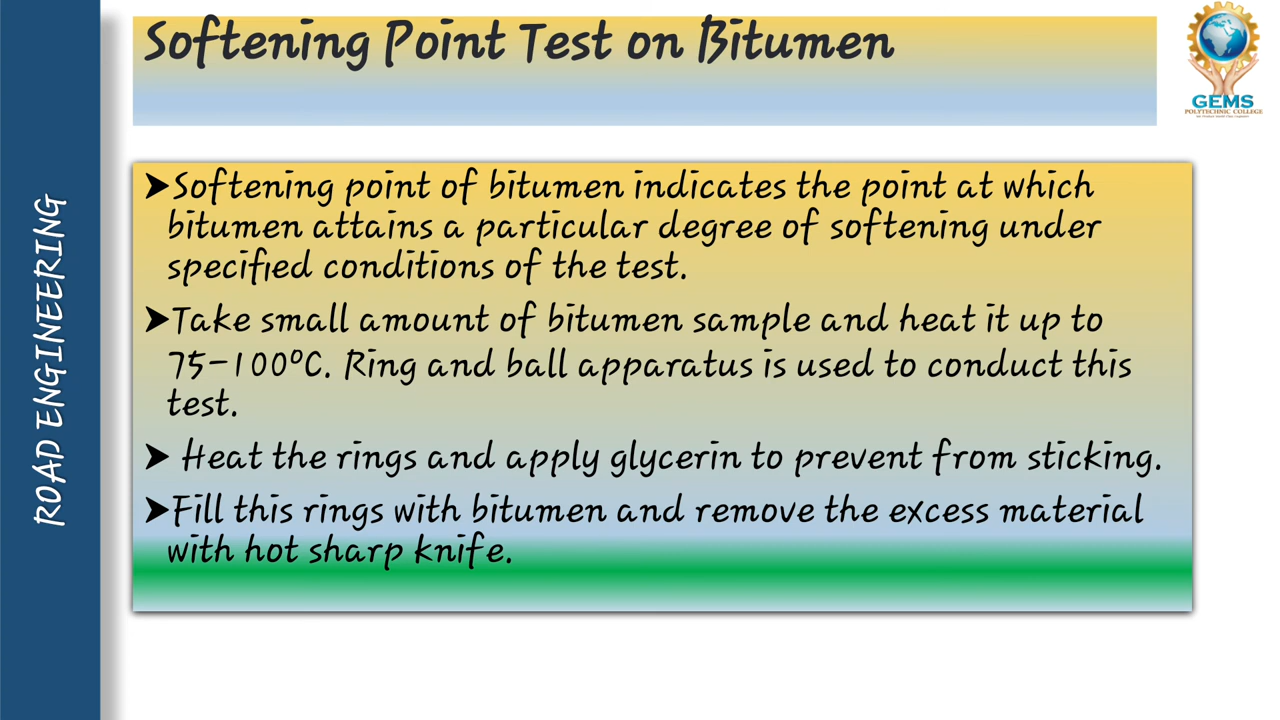 Softening Point Test on Bitumen
GEMS
POLYTECHNIC COLLEGE
ROAD ENGINEERING
➤Softening point of bitumen indicates the point at which
bitumen attains a particular degree of softening under
specified conditions of the test.
➤Take small amount of bitumen sample and heat it up to
75–100ºC. Ring and ball apparatus is used to conduct this
test.
➤ Heat the rings and apply glycerin to prevent from sticking.
➤Fill this rings with bitumen and remove the excess material
with hot sharp knife.